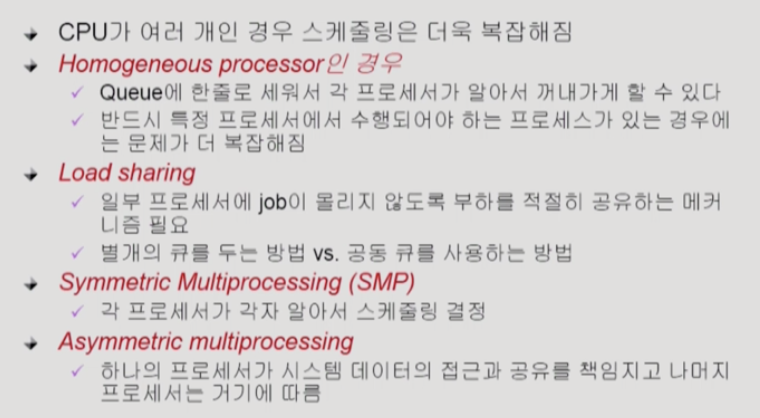 CPU가 여러 개인 경우 스케줄링은 더욱 복잡해짐
Homogeneous processor인 경우
Queue에 한줄로 세워서 각 프로세서가 알아서 꺼내가게 할 수 있다
반드시 특정 프로세서에서 수행되어야 하는 프로세스가 있는 경우에
는 문제가 더 복잡해짐
Load sharing
일부 프로세서에 job이 몰리지 않도록 부하를 적절히 공유하는 메커
니즘 필요
별개의 큐를 두는 방법 vs. 공동 큐를 사용하는 방법
Symmetric Multiprocessing (SMP)
각 프로세서가 각자 알아서 스케줄링 결정
Asymmetric multiprocessing
하나의 프로세서가 시스템 데이터의 접근과 공유를 책임지고 나머지
프로세서는 거기에 따름